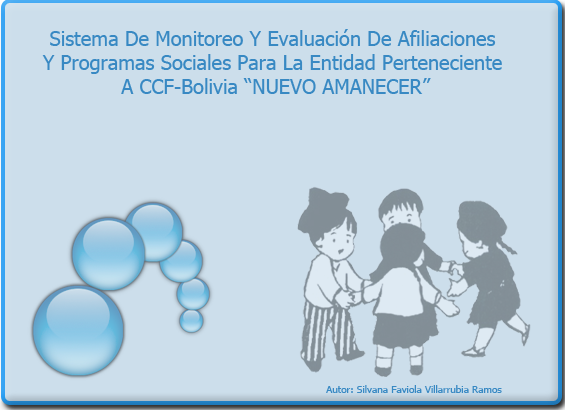 Sistema De Monitoreo Y Evaluación De Afiliaciones
Y Programas Sociales Para La Entidad Perteneciente
A CCF-Bolivia “NUEVO AMANECER”
Autor: Silvana Faviola Villarrubia Ramos